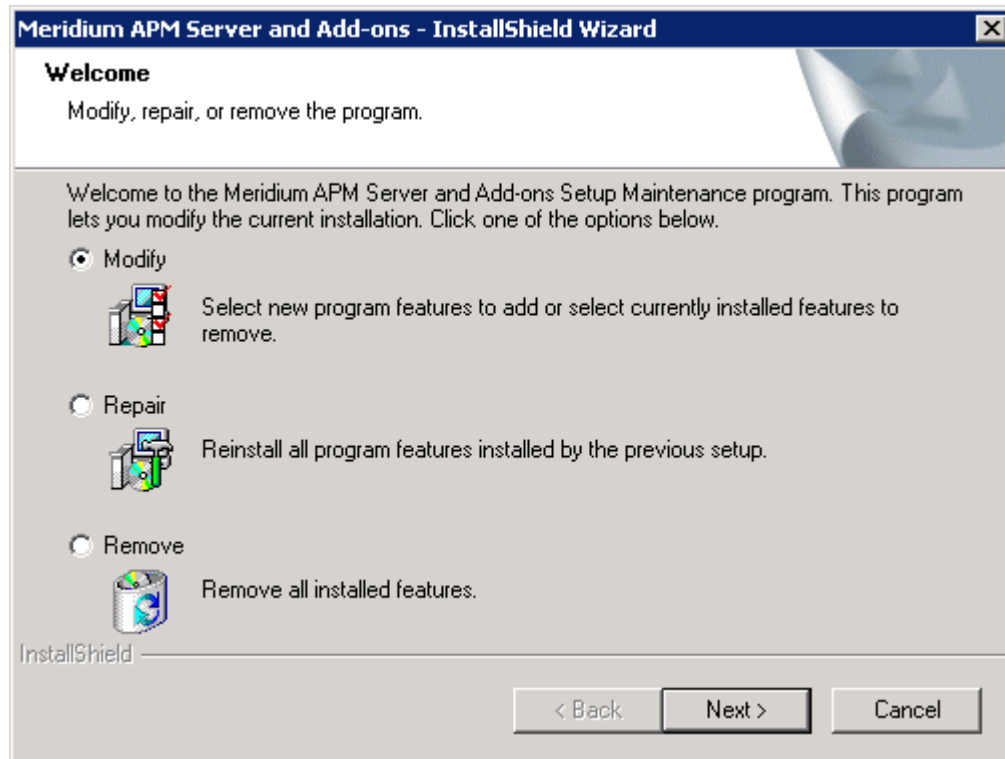 Meridium APM Server and Add-ons - InstallShield Wizard
Welcome
Modify, repair, or remove the program.
Welcome to the Meridium APM Server and Add-ons Setup Maintenance program. This program
lets you modify the current installation. Click one of the options below.
Modify
Select new program features to add or select currently installed features to
remove.
Repair
Reinstall all program features installed by the previous setup.
Remove
Remove all installed features.
InstallShield
< Back
Next >
Cancel